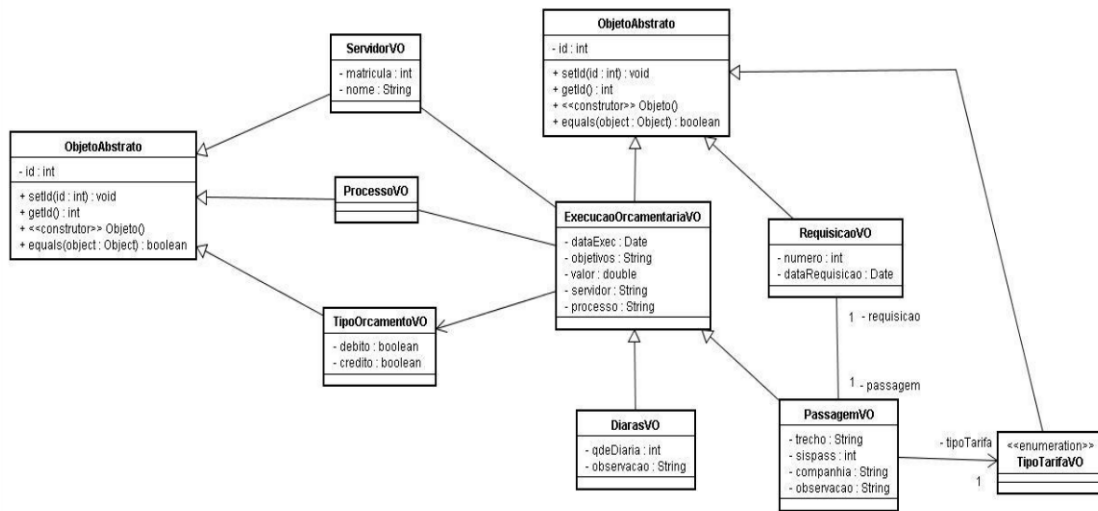 ObjetoAbstrato
- id : int
+ setId(id : int) : void
+ getId() : int
+ <<construtor>> Objeto()
+ equals(object : Object) : boolean
ServidorVO
- matricula : int
- nome : String
ProcessoVO
TipoOrcamentoVO
- debito : boolean
- credito : boolean
ObjetoAbstrato
- id : int
+ setId(id : int) : void
+ getId() : int
+ <<construtor>> Objeto()
+ equals(object : Object) : boolean
ExecucaoOrcamentariaVO
- dataExec : Date
- objetivos : String
- valor : double
- servidor : String
- processo : String
RequisicaoVO
- numero : int
- dataRequisicao : Date
1 - requisicao
1 - passagem
DiarasVO
- qdeDiaria : int
- observacao : String
PassagemVO
- trecho : String
- sispass : int
- companhia : String
- observacao : String
- tipoTarifa
1
<<enumeration>>
TipoTarifaVO